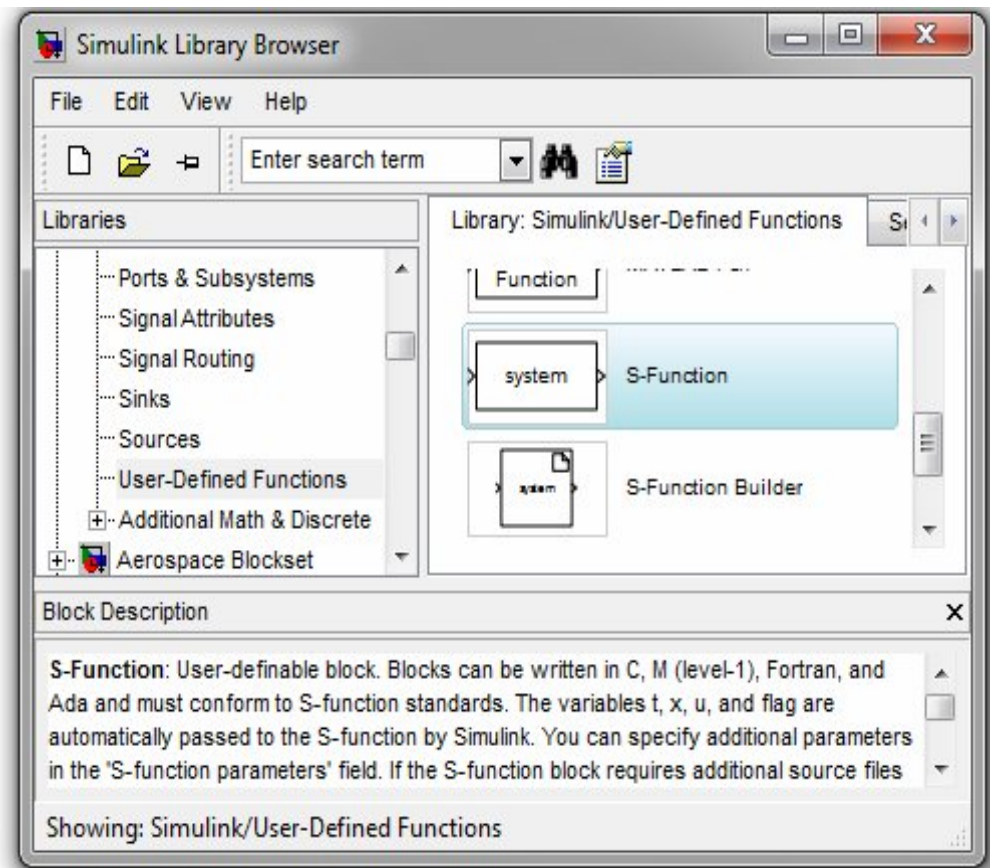 Simulink Library Browser
File Edit View Help
Enter search term
Libraries
Ports & Subsystems
Signal Attributes
Signal Routing
Sinks
Sources
User-Defined Functions
Additional Math & Discrete
Aerospace Blockset
Library: Simulink/User-Defined Functions
Function
system
S-Function
system
S-Function Builder
Block Description
S-Function: User-definable block. Blocks can be written in C, M (level-1), Fortran, and
Ada and must conform to S-function standards. The variables t, x, u, and flag are
automatically passed to the S-function by Simulink. You can specify additional parameters
in the 'S-function parameters' field. If the S-function block requires additional source files
Showing: Simulink/User-Defined Functions